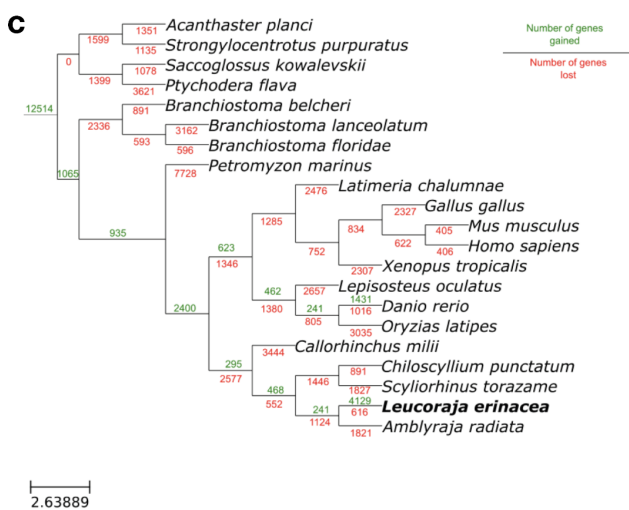 C
Number of genes
gained
Number of genes
lost
1351 Acanthaster planci
1599
0
1135 Strongylocentrotus purpuratus
1078 Saccoglossus kowalevskii
1399
3621 Ptychodera flava
12514
891 Branchiostoma belcheri
2336
3162 Branchiostoma lanceolatum
593
596 Branchiostoma floridae
1065
7728 Petromyzon marinus
935
2476 Latimeria chalumnae
1285
2327 Gallus gallus
834
405 Mus musculus
622
406 Homo sapiens
752
2307 Xenopus tropicalis
623
1346
2657 Lepisosteus oculatus
462
1380
1431
1016 Danio rerio
241
805
3035 Oryzias latipes
2400
3444 Callorhinchus milii
295
2577
891 Chiloscyllium punctatum
1446
1827 Scyliorhinus torazame
468
552
4129
616 Leucoraja erinacea
241
1124
1821 Amblyraja radiata
2.63889